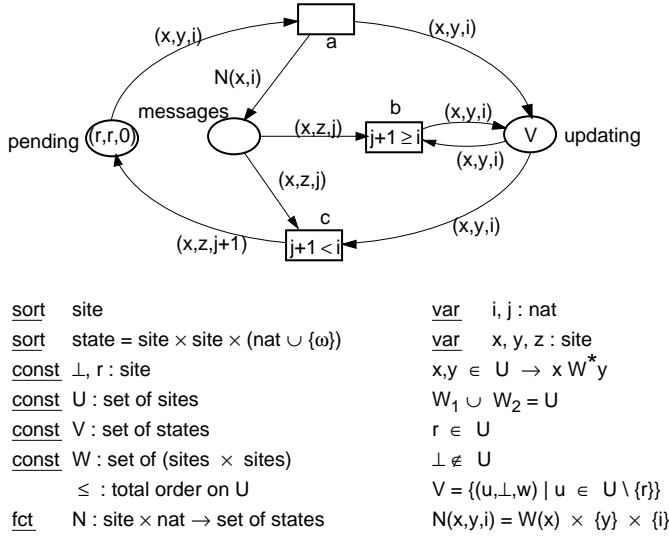 (x,y,i)
(x,y,i)
a
N(x,i)
messages
b
(x,y,i)
pending
(r,r,0)
(x,z,j)
j+1 ≥ i
V
updating
(x,y,i)
(x,z,j)
c
(x,z,j+1)
j+1 < i
(x,y,i)
sort site
var i, j : nat
sort state = site × site × (nat ∪ {ω})
var x, y, z : site
const ⊥, r : site
x,y ∈ U → x W*y
const U : set of sites
W1 ∪ W2 = U
const V : set of states
r ∈ U
const W : set of (sites × sites)
⊥ ∉ U
≤ : total order on U
V = {(u,⊥,w) | u ∈ U \ {r}}
fct N : site × nat → set of states
N(x,y,i) = W(x) × {y} × {i}